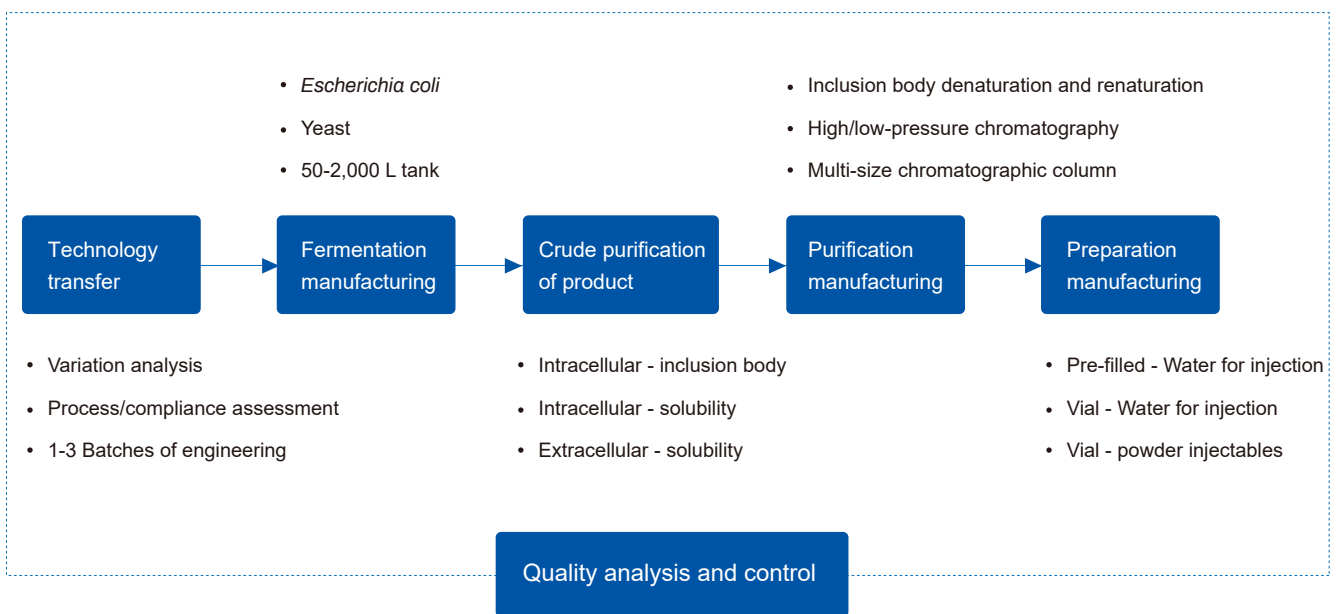 • Escherichia coli
• Yeast
• 50-2,000 L tank
• Inclusion body denaturation and renaturation
• High/low-pressure chromatography
• Multi-size chromatographic column
Technology
transfer
Fermentation
manufacturing
Crude purification
of product
Purification
manufacturing
Preparation
manufacturing
• Variation analysis
• Process/compliance assessment
• 1-3 Batches of engineering
• Intracellular - inclusion body
• Intracellular - solubility
• Extracellular - solubility
• Pre-filled - Water for injection
• Vial - Water for injection
• Vial - powder injectables
Quality analysis and control